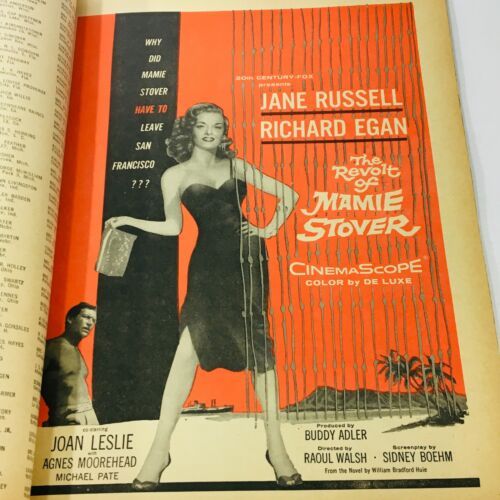 WHY
DID
MAMIE
STOVER
HAVE TO
LEAVE
SAN
FRANCISCO
???
20th CENTURY-FOX
presents
JANE RUSSELL
RICHARD EGAN
The
Revolt
of
MAMIE
STOVER
CINEMASCOPE
COLOR by DE LUXE
co-starring
JOAN LESLIE
with
AGNES MOOREHEAD
MICHAEL PATE
Produced by
BUDDY ADLER
Directed by
RAOUL WALSH
Screenplay by
SIDNEY BOEHM
From the Novel by William Bradford Huie